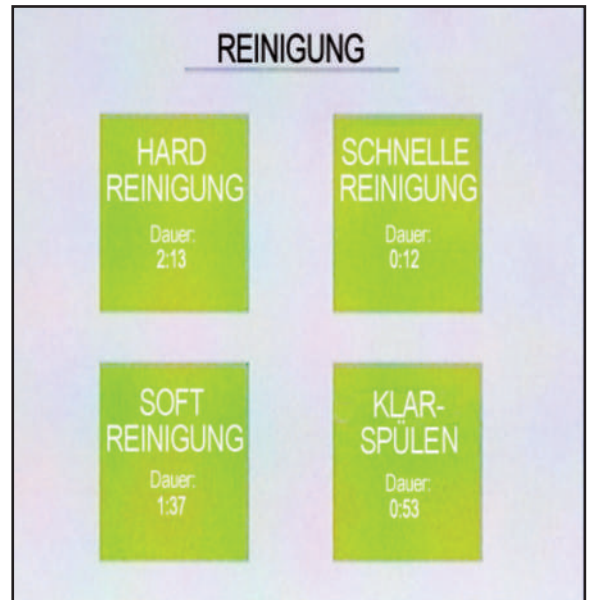 REINIGUNG
HARD
REINIGUNG
Dauer:
2:13
SCHNELLE
REINIGUNG
Dauer:
0:12
SOFT
REINIGUNG
Dauer:
1:37
KLAR-
SPÜLEN
Dauer:
0:53